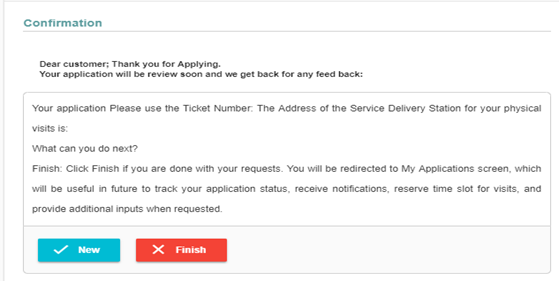 Confirmation
Dear customer; Thank you for Applying.
Your application will be review soon and we get back for any feed back:
Your application Please use the Ticket Number: The Address of the Service Delivery Station for your physical
visits is:
What can you do next?
Finish: Click Finish if you are done with your requests. You will be redirected to My Applications screen, which
will be useful in future to track your application status, receive notifications, reserve time slot for visits, and
provide additional inputs when requested.
New Finish